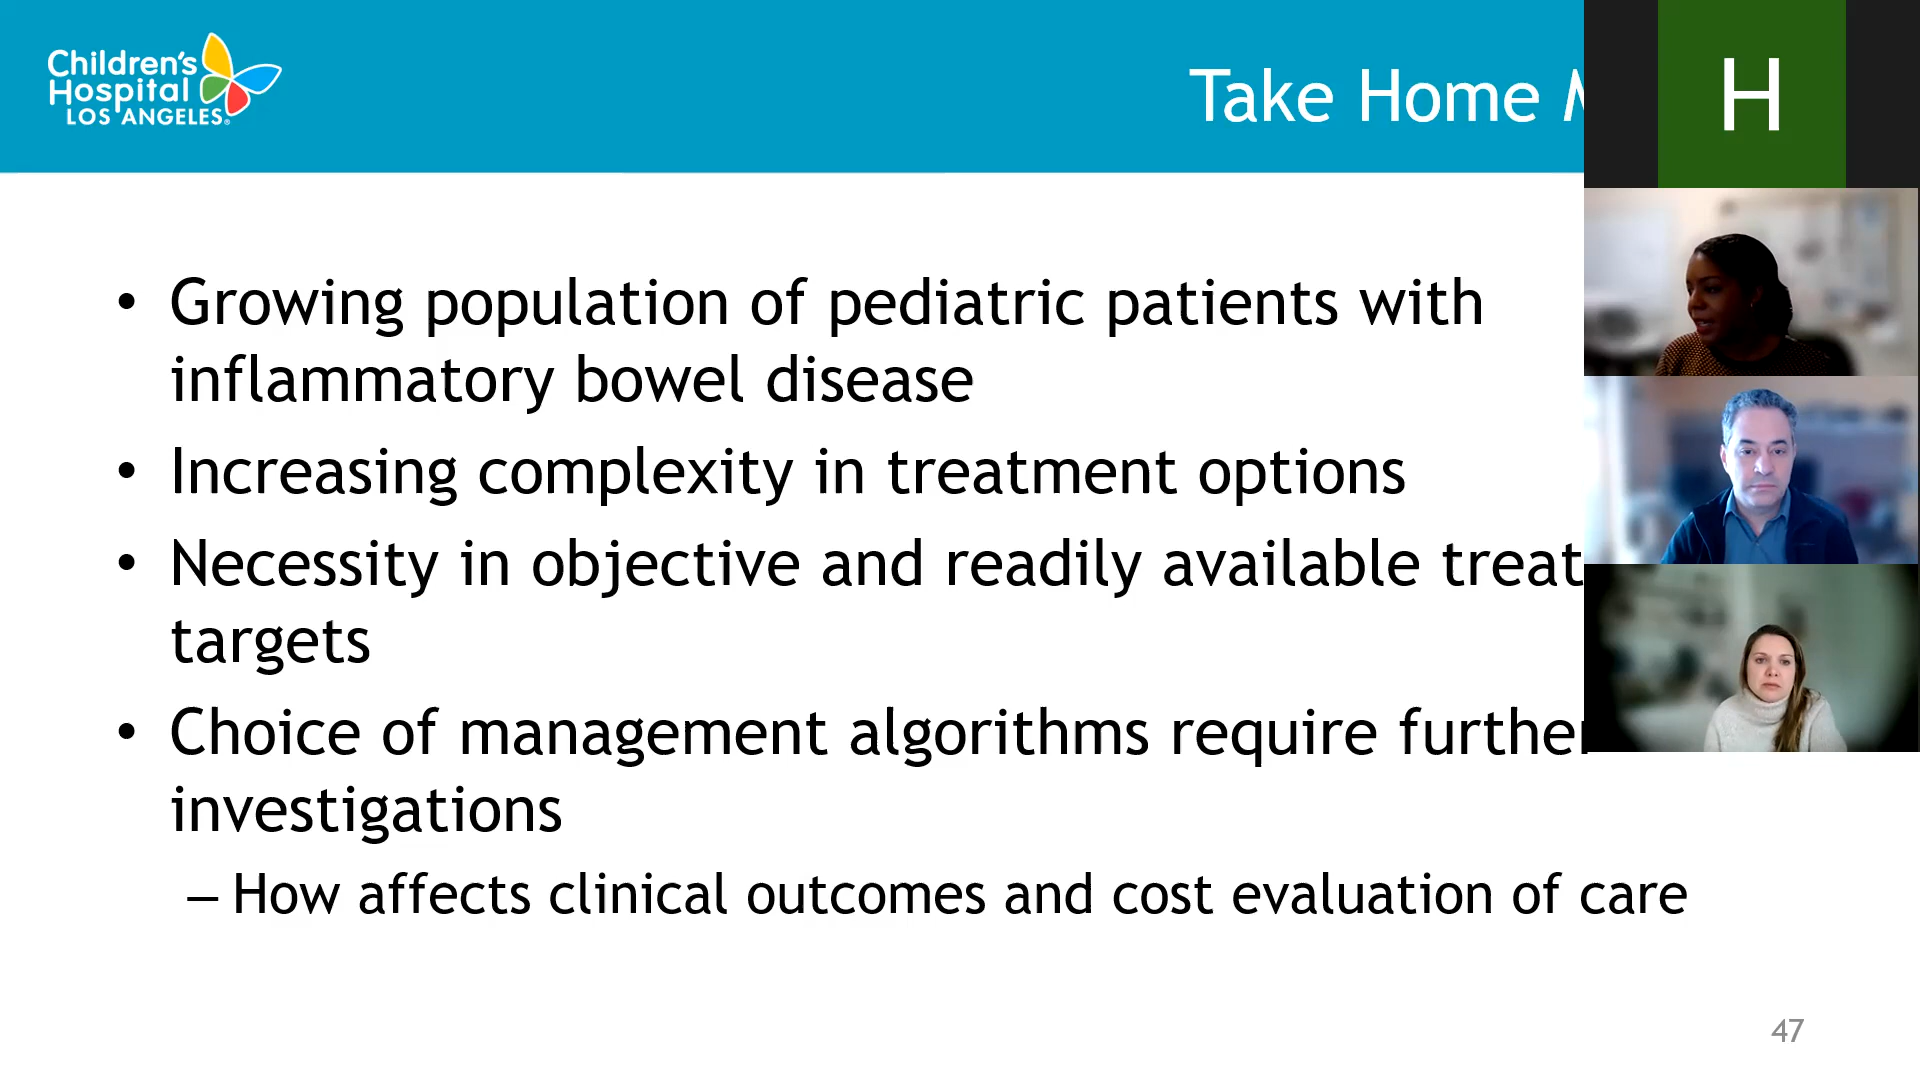 Children's
Hospital
LOS ANGELES®
Take Home
H
• Growing population of pediatric patients with
inflammatory bowel disease
• Increasing complexity in treatment options
• Necessity in objective and readily available treat
targets
• Choice of management algorithms require further
investigations
– How affects clinical outcomes and cost evaluation of care
47